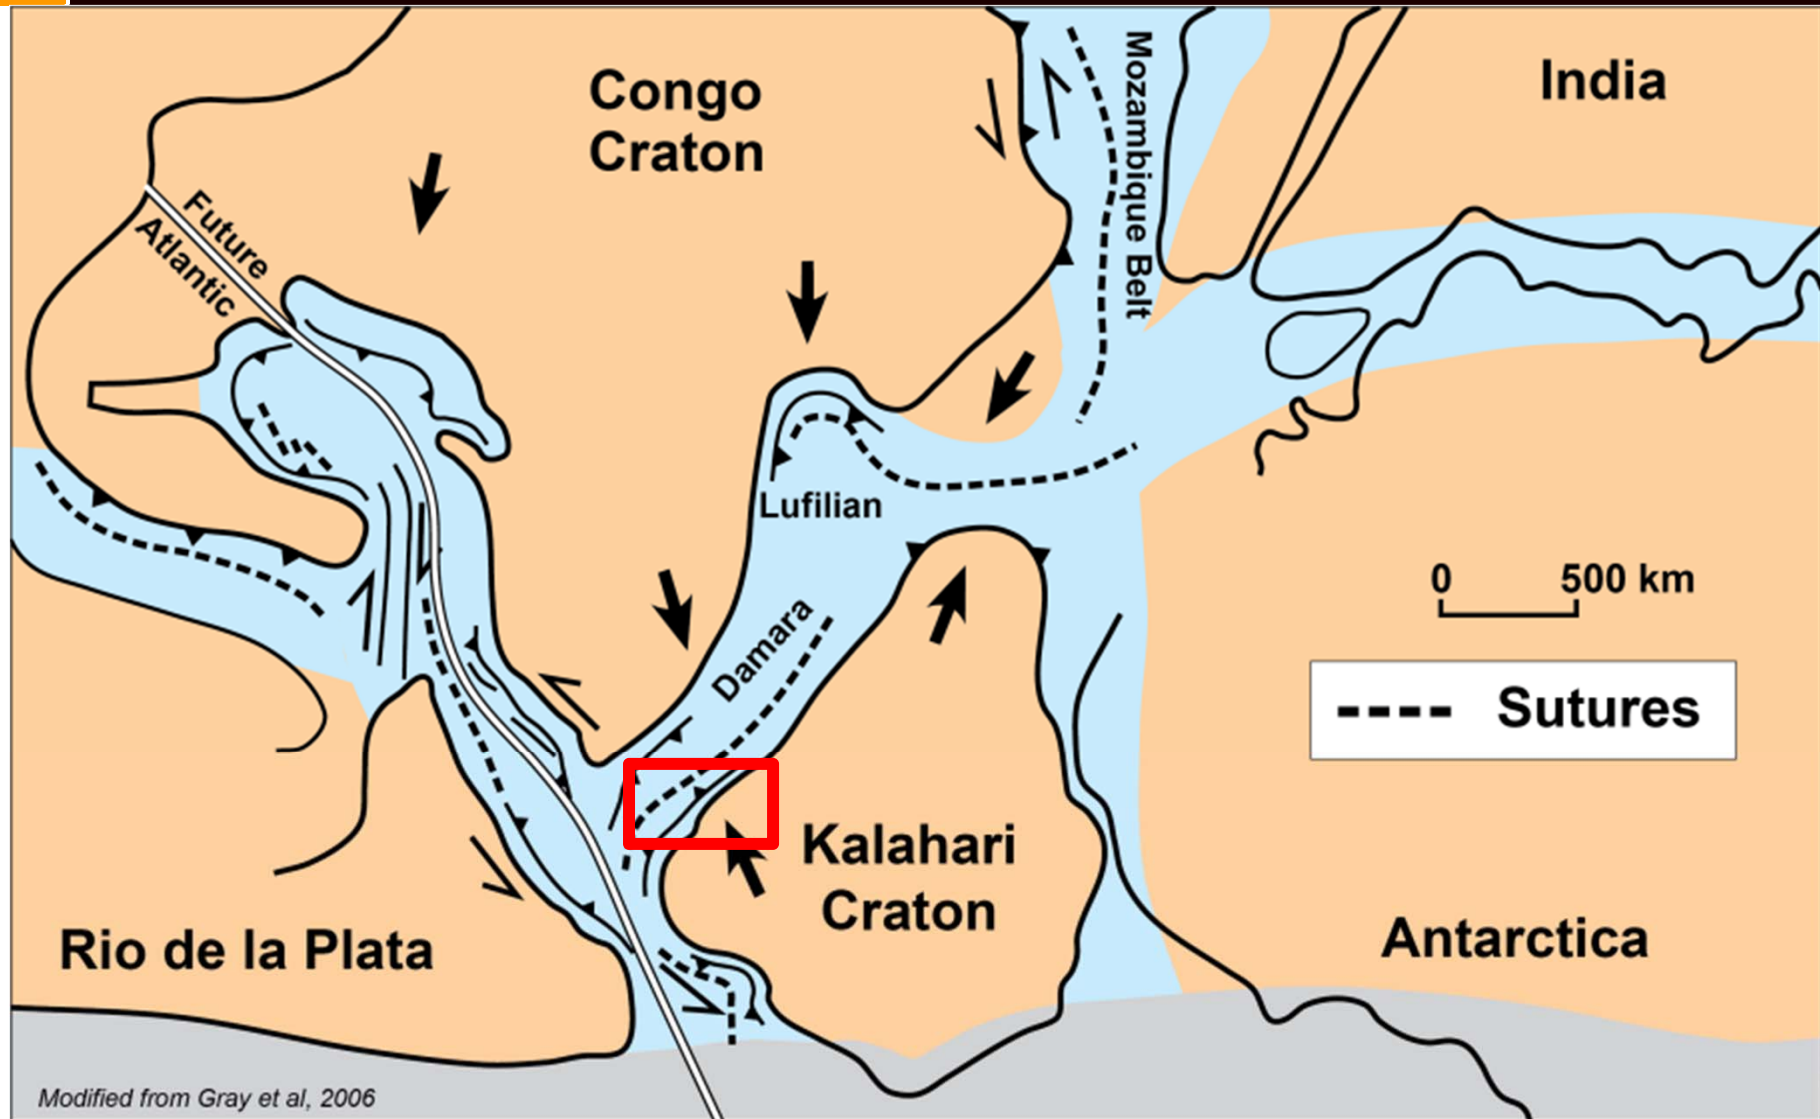 Congo
Craton
Mozambique Belt
India
Future
Atlantic
Lufilian
0 500 km
Damara
Sutures
Kalahari
Craton
Rio de la Plata
Antarctica
Modified from Gray et al, 2006